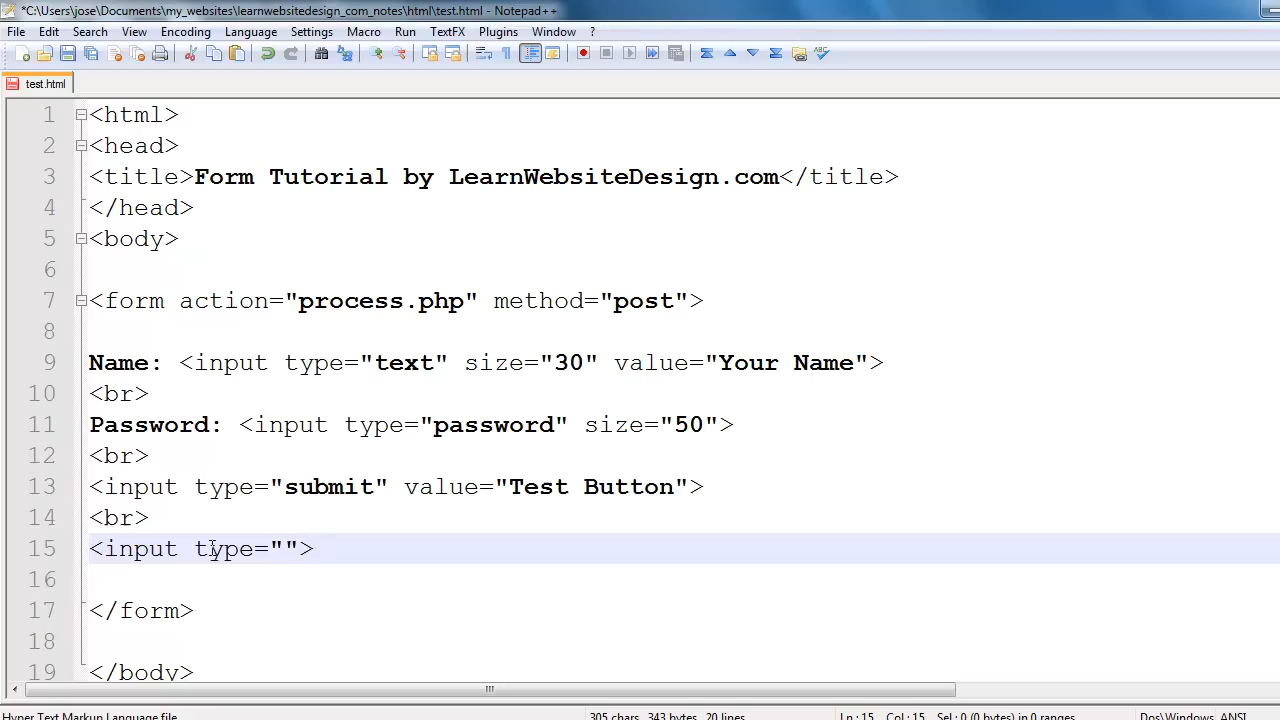 *C:\Users\jose\Documents\my_websites\learnwebsitedesign_com_notes\html\test.html - Notepad++
File Edit Search View Encoding Language Settings Macro Run TextFX Plugins Window ?
test.html
1 <html>
2 <head>
3 <title>Form Tutorial by LearnWebsiteDesign.com</title>
4 </head>
5 <body>
6
7 <form action="process.php" method="post">
8
9 Name: <input type="text" size="30" value="Your Name">
10 <br>
11 Password: <input type="password" size="50">
12 <br>
13 <input type="submit" value="Test Button">
14 <br>
15 <input type="">
16
17 </form>
18
19 </body>
Hyper Text Markup Language file 305 chars 343 bytes 20 lines Ln : 15 Col : 15 Sel : 0 (0 bytes) in 0 ranges Dos\Windows ANSI